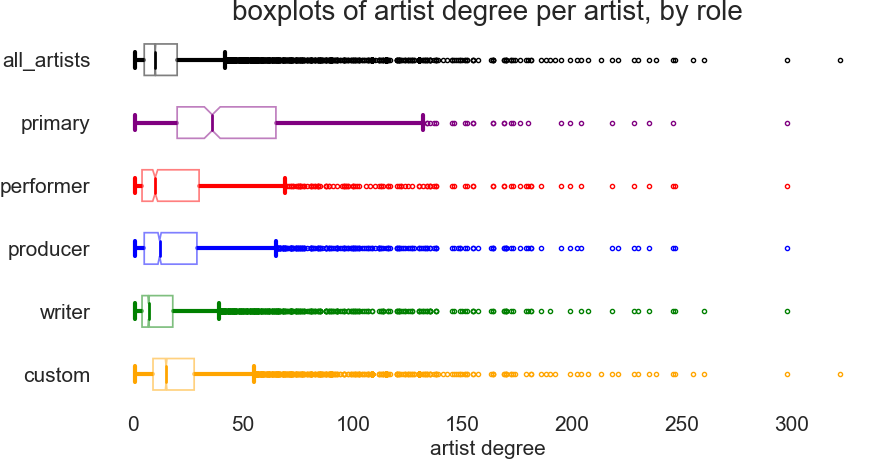 boxplots of artist degree per artist, by role
all_artists
primary
performer
producer
writer
custom
0 50 100 150 200 250 300
artist degree